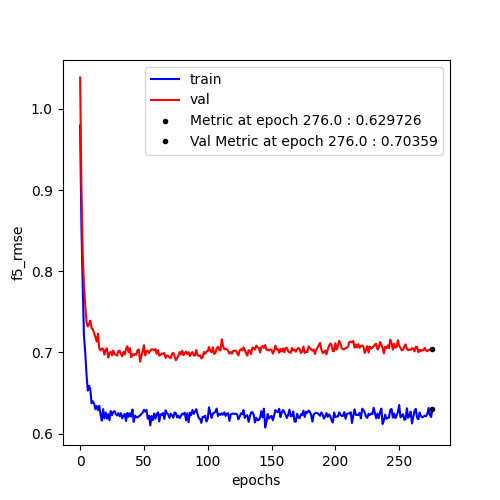 train
val
Metric at epoch 276.0 : 0.629726
Val Metric at epoch 276.0 : 0.70359
1.0
0.9
0.8
0.7
0.6
f5_rmse
0 50 100 150 200 250
epochs